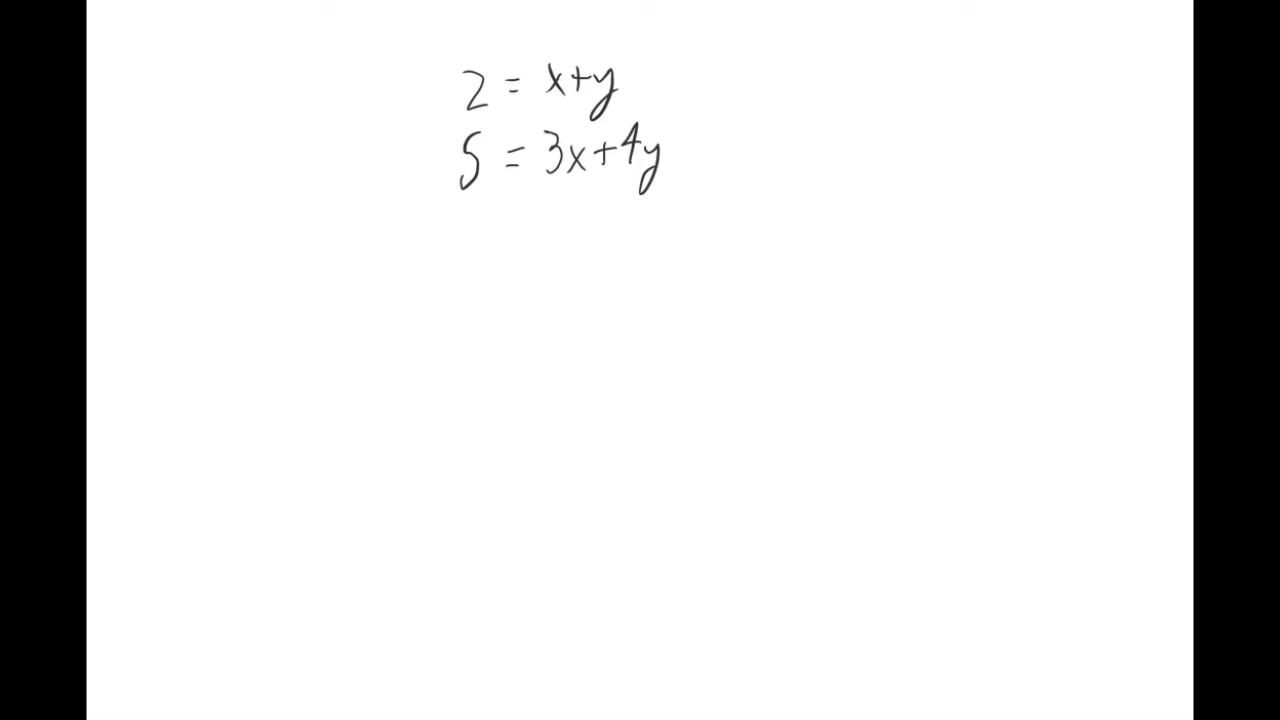 2 = x+y
5 = 3x+4y